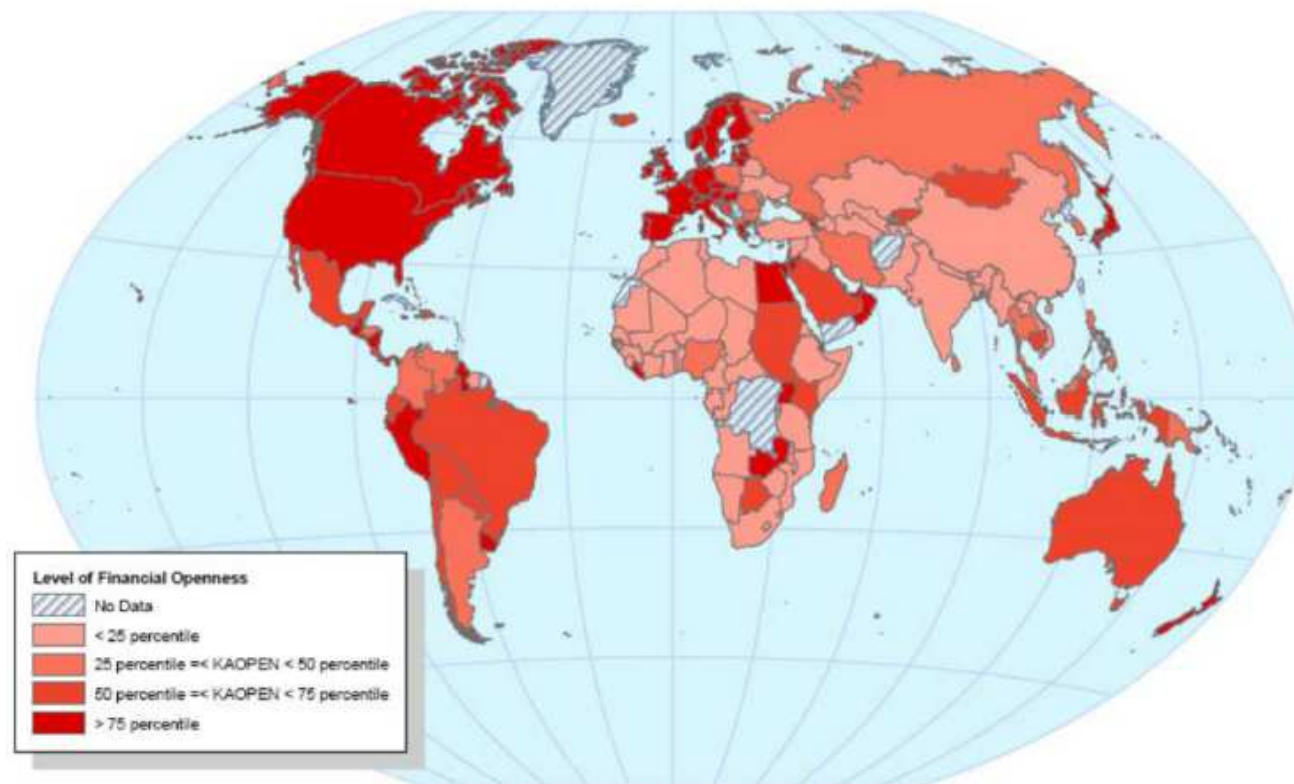 Level of Financial Openness
No Data
< 25 percentile
25 percentile =< KAOPEN < 50 percentile
50 percentile =< KAOPEN < 75 percentile
> 75 percentile